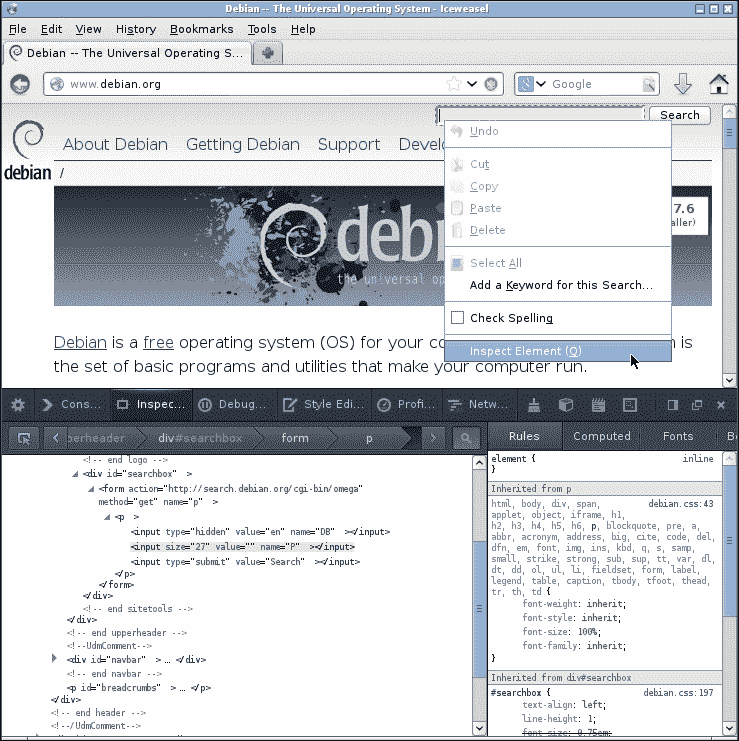 Debian -- The Universal Operating System - Iceweasel
File Edit View History Bookmarks Tools Help
Debian -- The Universal Operating S...
www.debian.org
Google
Search
About Debian Getting Debian Support
debian
/
7.6
the universal
Undo
Cut
Copy
Paste
Delete
Select All
Add a Keyword for this Search...
Check Spelling
Inspect Element (Q)
Debian is a free operating system (OS) for your is
the set of basic programs and utilities that make your computer run.
Cons... Inspec... Debug... Style Edi... Profi... Netw...
div#searchbox form p
Rules Computed Fonts
<!-- end logo -->
<div id="searchbox" >
<form action="http://search.debian.org/cgi-bin/omega"
method="get" name="p" >
<p >
<input type="hidden" value="en" name="DB" ></input>
<input size="27" value="" name="P" ></input>
<input type="submit" value="Search" ></input>
</p>
</form>
</div>
<!-- end sitetools -->
</div>
<!-- end upperheader -->
<!--UdmComment-->
<div id="navbar" > … </div>
<!-- end navbar -->
<p id="breadcrumbs" > … </p>
</div>
<!-- end header -->
<!--/UdmComment-->
element { inline
}
Inherited from p
html, body, div, span, debian.css:43
applet, object, iframe, h1,
h2, h3, h4, h5, h6, p, blockquote, pre, a,
abbr, acronym, address, big, cite, code, del,
dfn, em, font, img, ins, kbd, q, s, samp,
small, strike, strong, sub, sup, tt, var, dl,
dt, dd, ol, ul, li, fieldset, form, label,
legend, table, caption, tbody, tfoot, thead,
tr, th, td {
font-weight: inherit;
font-style: inherit;
font-size: 100%;
font-family: inherit;
}
Inherited from div#searchbox
#searchbox { debian.css:197
text-align: left;
line-height: 1;
font-size: 0.75em;